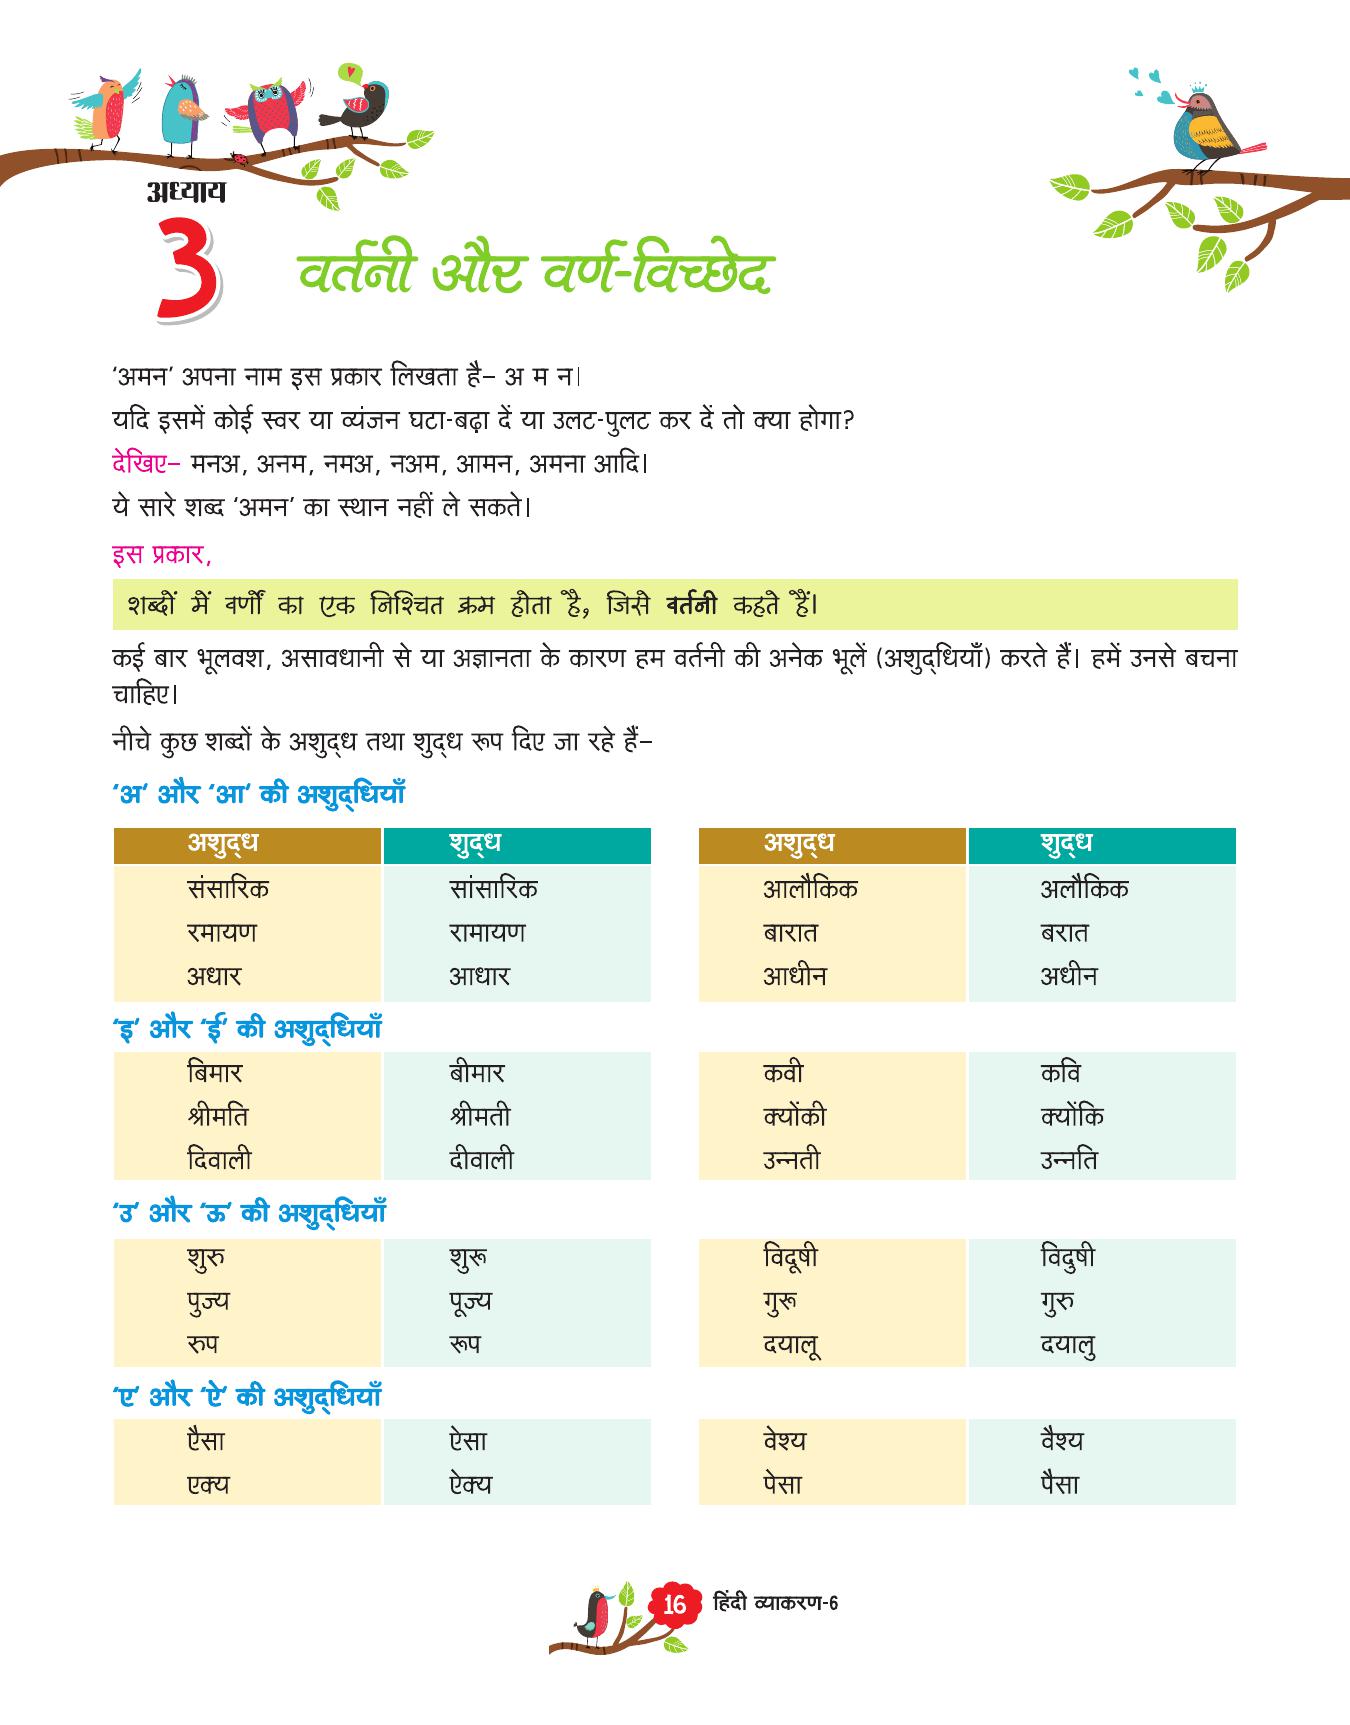 अध्याय
3
वर्तनी और वर्ण-विच्छेद
‘अमन’ अपना नाम इस प्रकार लिखता है– अ म न।
यदि इसमें कोई स्वर या व्यंजन घटा-बढ़ा दें या उलट-पुलट कर दें तो क्या होगा?
देखिए– मनअ, अनम, नमअ, नअम, आमन, अमना आदि।
ये सारे शब्द ‘अमन’ का स्थान नहीं ले सकते।
इस प्रकार,
शब्दों में वर्णों का एक निश्चित क्रम होता है, जिसे वर्तनी कहते हैं।
कई बार भूलवश, असावधानी से या अज्ञानता के कारण हम वर्तनी की अनेक भूलें (अशुद्धियाँ) करते हैं। हमें उनसे बचना
चाहिए।
नीचे कुछ शब्दों के अशुद्ध तथा शुद्ध रूप दिए जा रहे हैं–
‘अ‘ और ‘आ‘ की अशुद्धियाँ
अशुद्ध शुद्ध अशुद्ध शुद्ध
संसारिक सांसारिक आलौकिक अलौकिक
रमायण रामायण बारात बरात
अधार आधार आधीन अधीन
‘इ‘ और ‘ई‘ की अशुद्धियाँ
बिमार बीमार कवी कवि
श्रीमति श्रीमती क्योंकी क्योंकि
दिवाली दीवाली उन्नती उन्नति
‘उ‘ और ‘ऊ‘ की अशुद्धियाँ
शुरु शुरू विदूषी विदुषी
पुज्य पूज्य गुरू गुरु
रुप रूप दयालू दयालु
‘ए‘ और ‘ऐ‘ की अशुद्धियाँ
एैसा ऐसा वेश्य वैश्य
एक्य ऐक्य पेसा पैसा
16 हिंदी व्याकरण-6